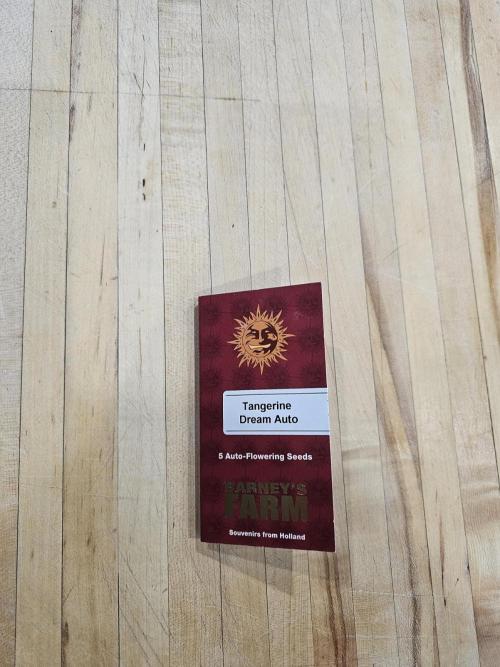 Tangerine
Dream Auto
5 Auto-Flowering Seeds
BARNEY'S
FARM
Souvenirs from Holland